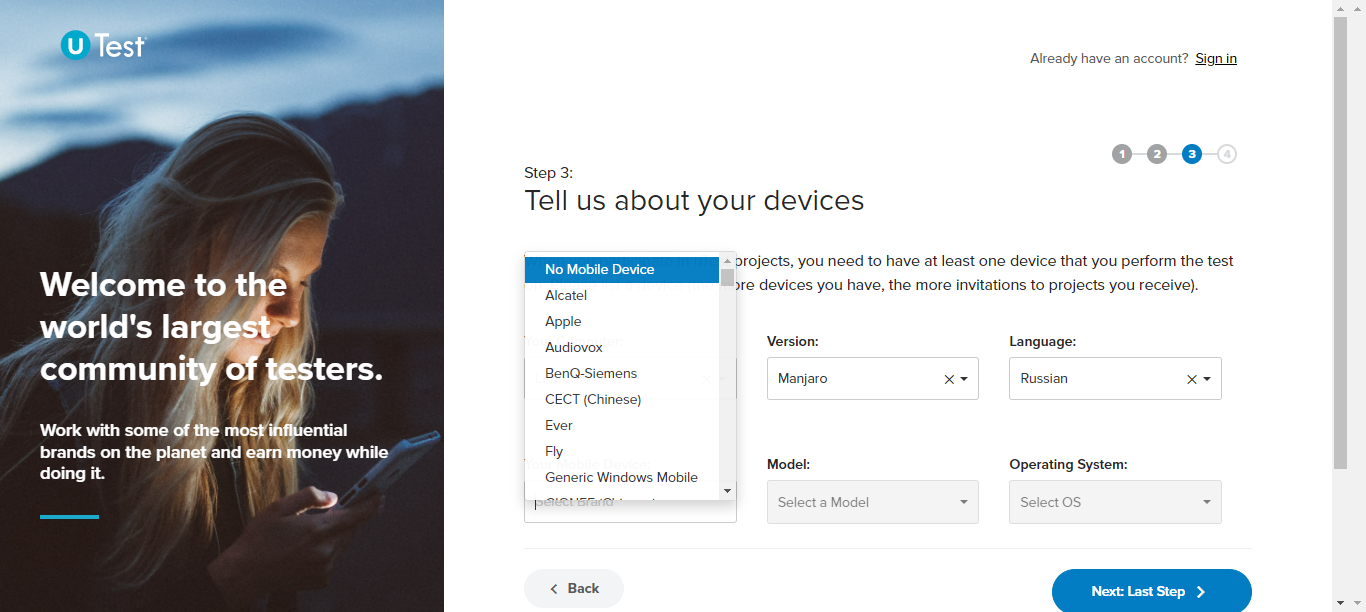 U Test
Already have an account? Sign in
1 2 3 4
Step 3:
Tell us about your devices
projects, you need to have at least one device that you perform the test
devices you have, the more invitations to projects you receive).
Version:
Language:
Manjaro
Russian
No Mobile Device
Alcatel
Apple
Audiovox
BenQ-Siemens
CECT (Chinese)
Ever
Fly
Generic Windows Mobile
Select Brand
Model:
Operating System:
Select a Model
Select OS
Back
Next: Last Step
Welcome to the
world's largest
community of testers.
Work with some of the most influential
brands on the planet and earn money while
doing it.